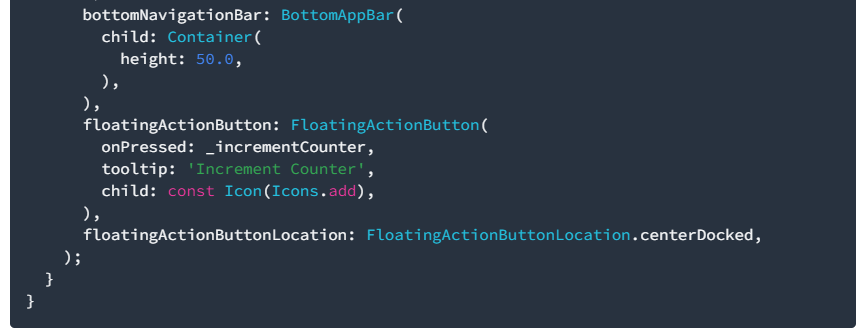 bottomNavigationBar: BottomAppBar(
child: Container(
height: 50.0,
),
),
floatingActionButton: FloatingActionButton(
onPressed: _incrementCounter,
tooltip: 'Increment Counter',
child: const Icon(Icons.add),
),
floatingActionButtonLocation: FloatingActionButtonLocation.centerDocked,
);
}
}